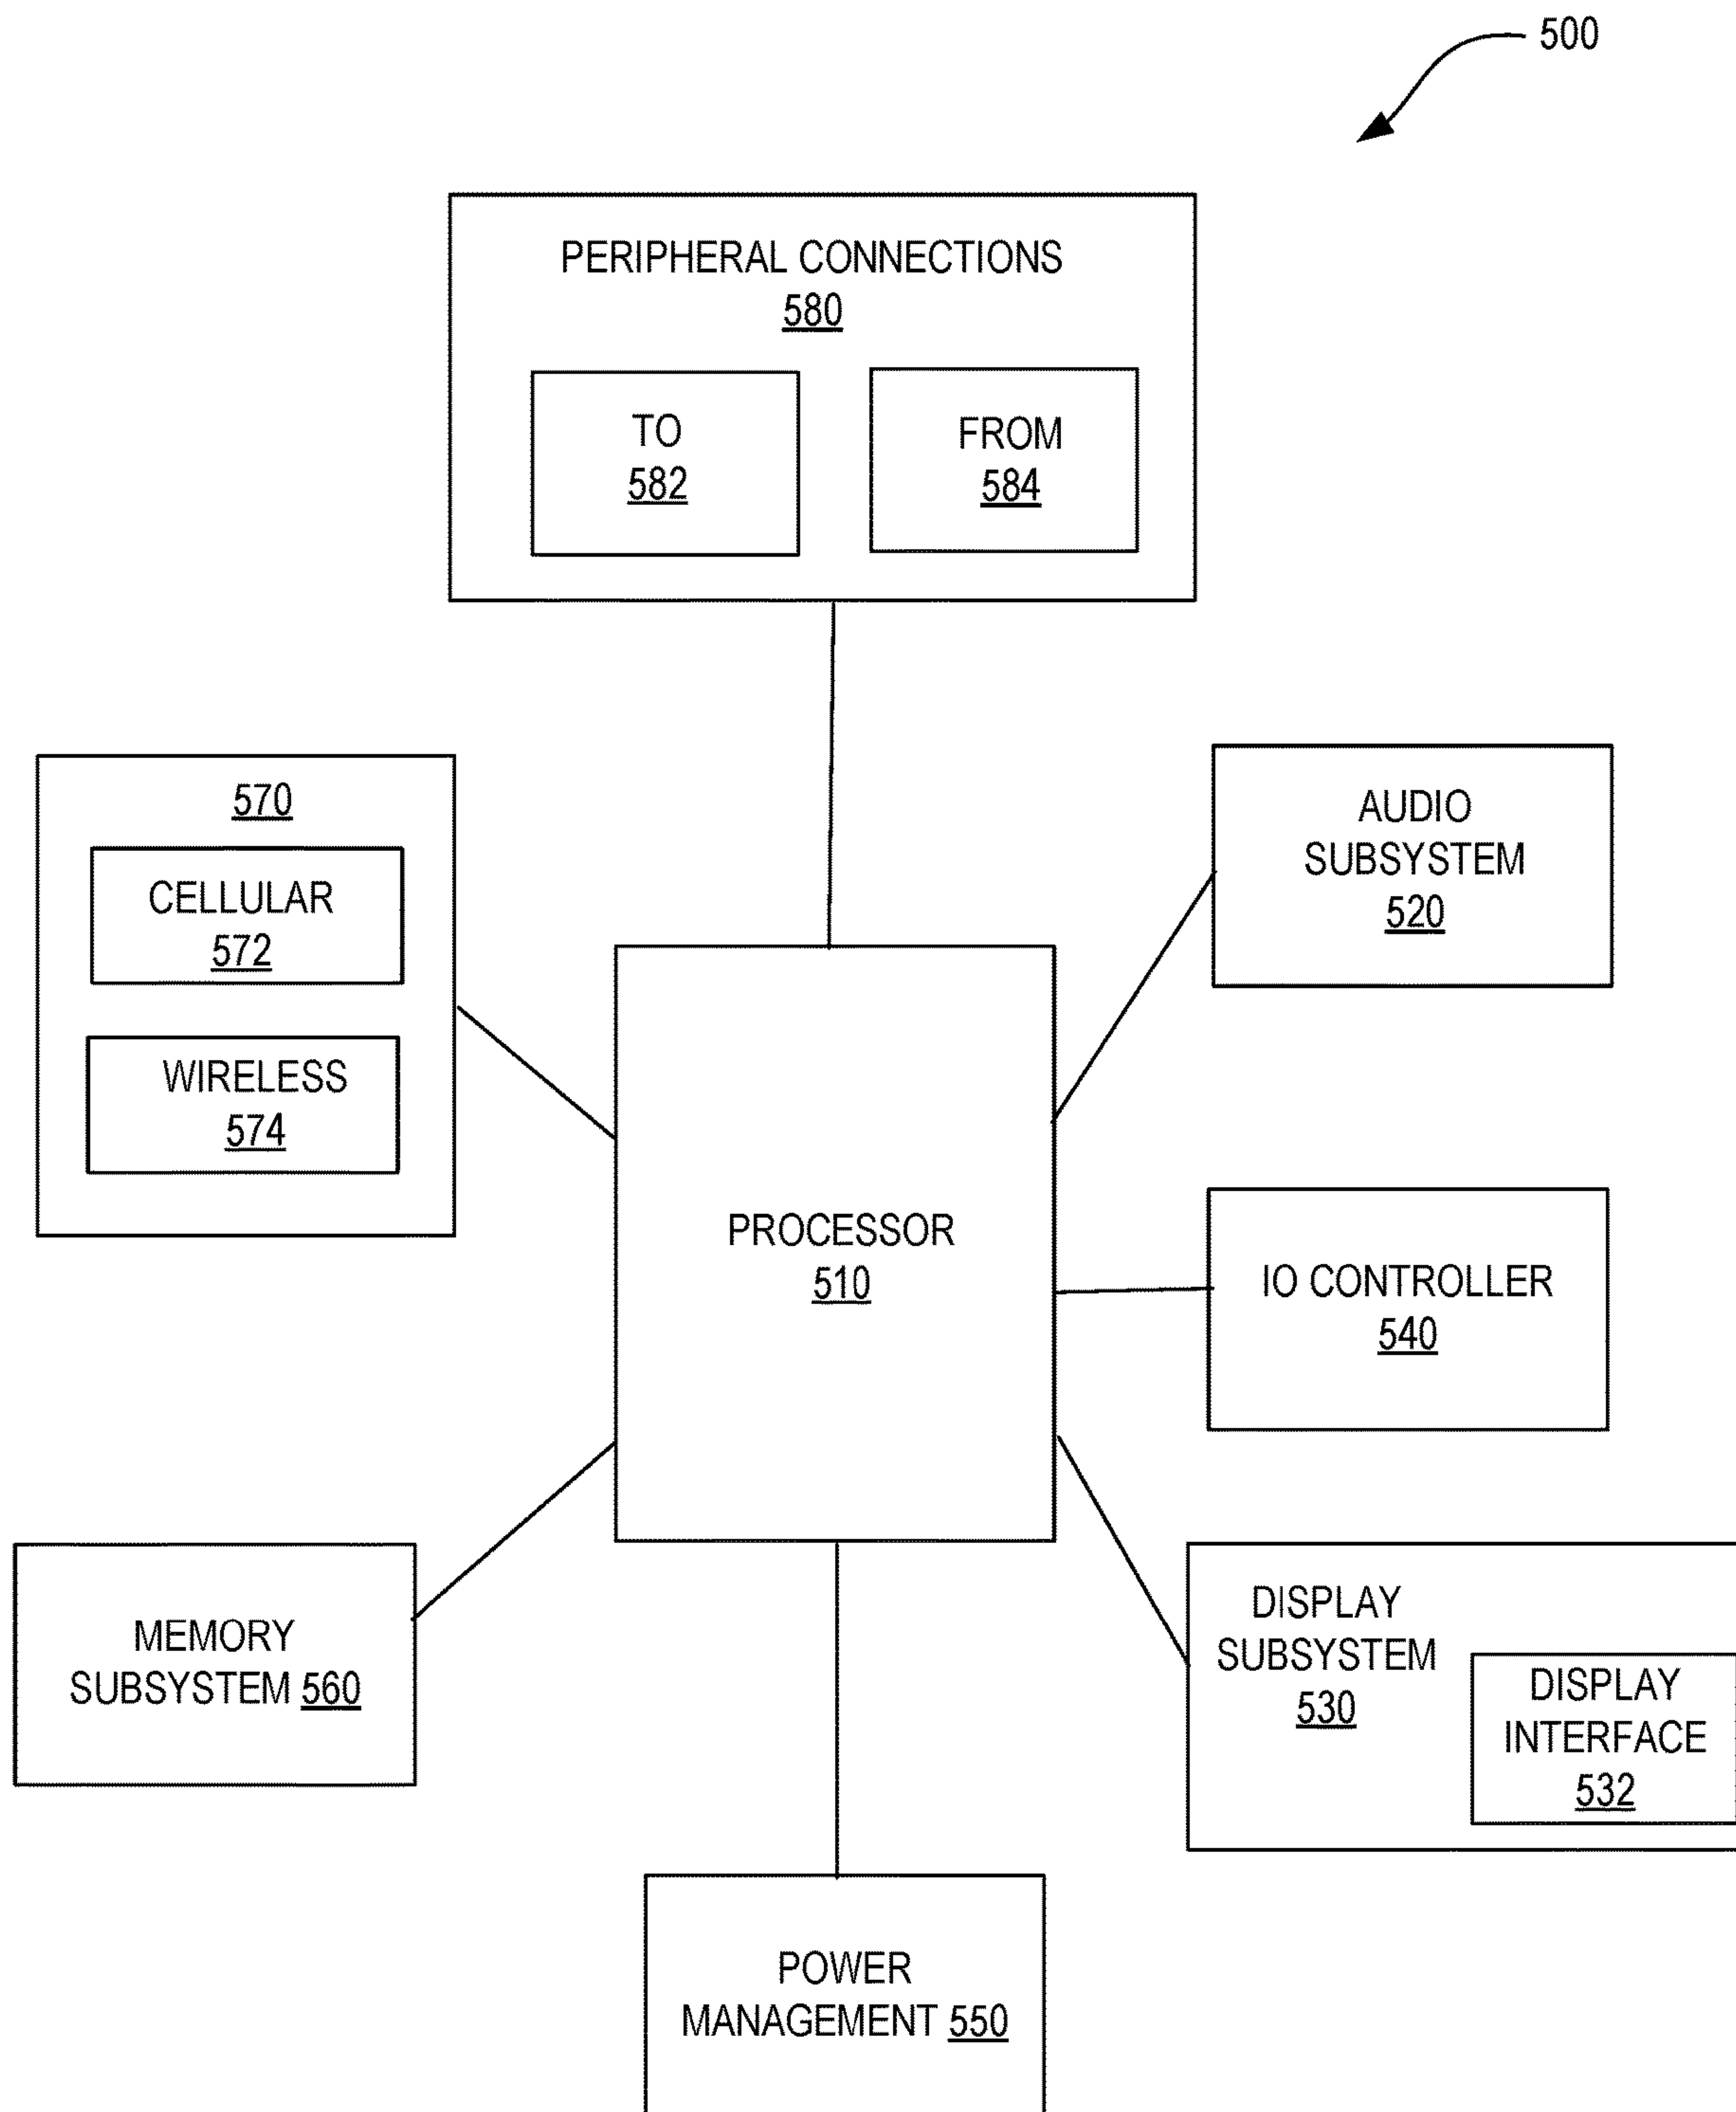 500
PERIPHERAL CONNECTIONS
580
TO
582
FROM
584
570
CELLULAR
572
WIRELESS
574
AUDIO
SUBSYSTEM
520
PROCESSOR
510
IO CONTROLLER
540
MEMORY
SUBSYSTEM 560
DISPLAY
SUBSYSTEM
530
DISPLAY
INTERFACE
532
POWER
MANAGEMENT 550